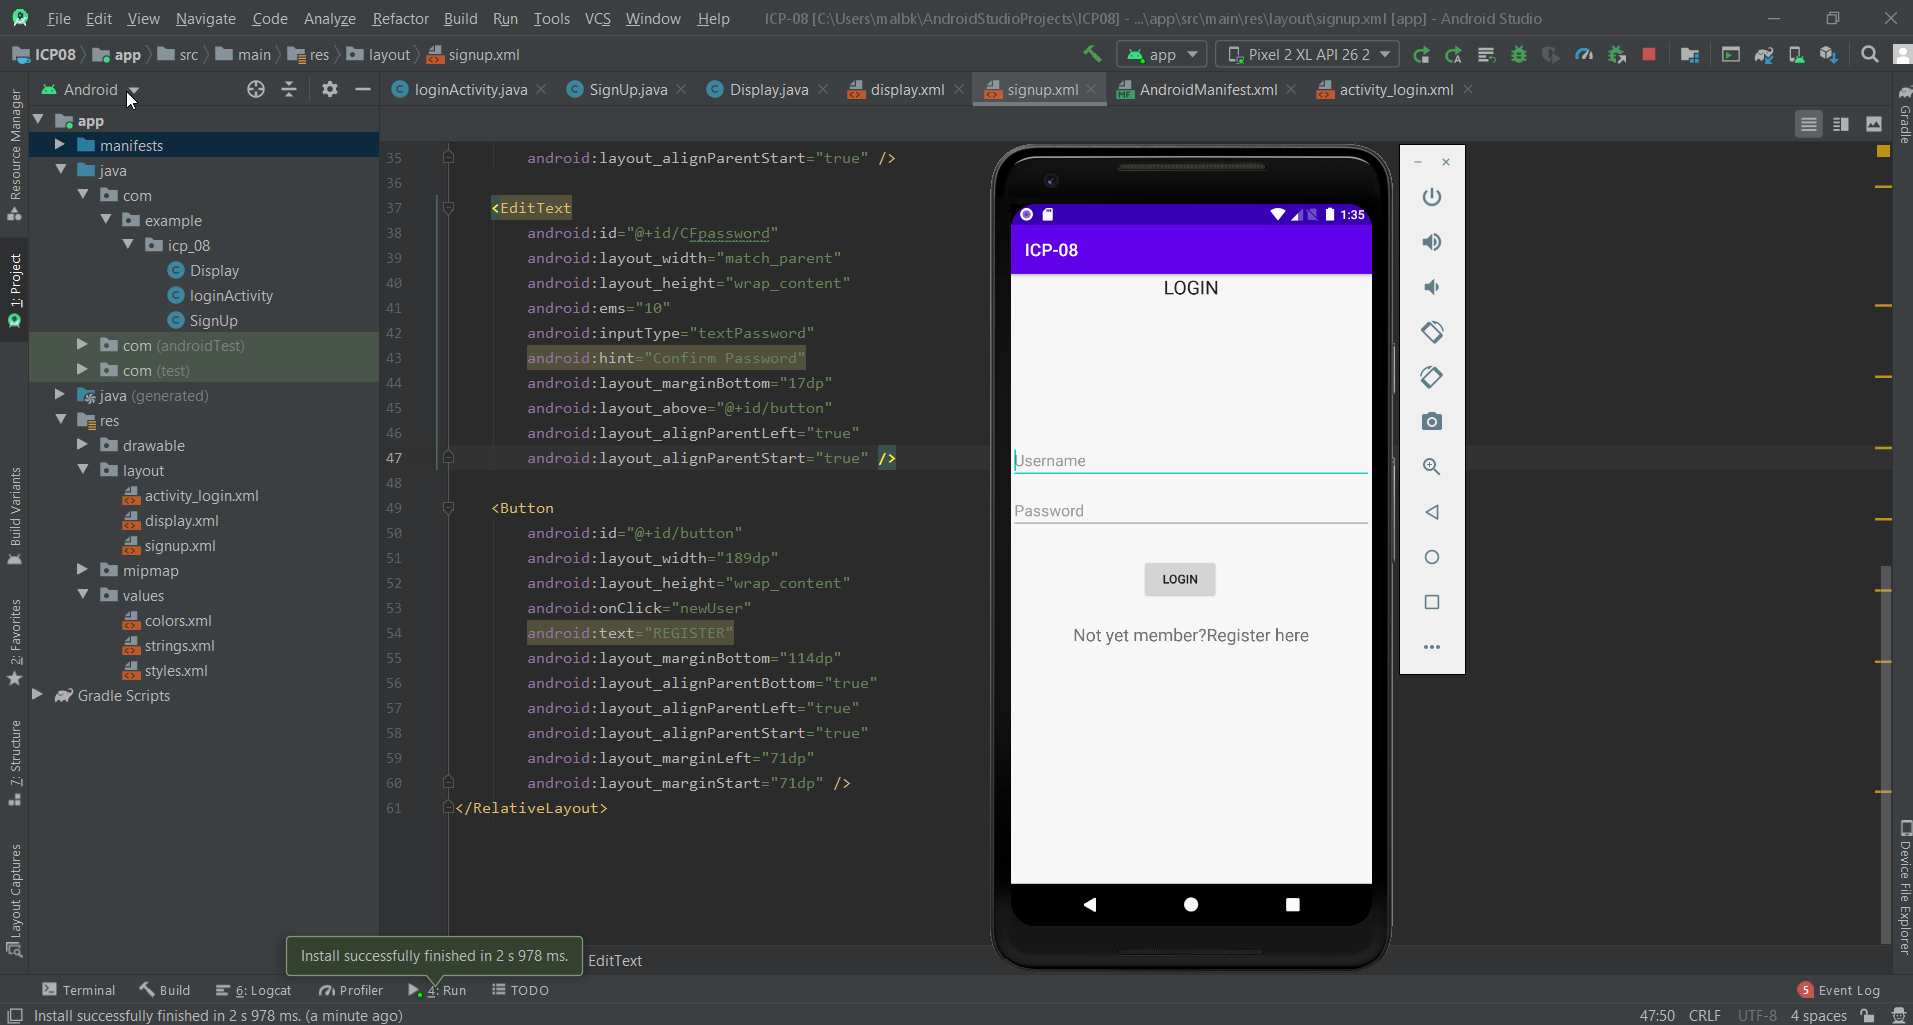 File Edit View Navigate Code Analyze Refactor Build Run Tools VCS Window Help ICP-08 [C:\Users\malbk\AndroidStudioProjects\ICP08] - ...\app\src\main\res\layout\signup.xml [app] - Android Studio
ICP08 app src main res layout signup.xml app Pixel 2 XL API 26 2
Android loginActivity.java SignUp.java Display.java display.xml signup.xml AndroidManifest.xml activity_login.xml
Resource Manager
1: Project
Build Variants
2: Favorites
7: Structure
Layout Captures
app
manifests
java
com
example
icp_08
Display
loginActivity
SignUp
com (androidTest)
com (test)
java (generated)
res
drawable
layout
activity_login.xml
display.xml
signup.xml
mipmap
values
colors.xml
strings.xml
styles.xml
Gradle Scripts
35 android:layout_alignParentStart="true" />
36
37 <EditText
38 android:id="@+id/CFpassword"
39 android:layout_width="match_parent"
40 android:layout_height="wrap_content"
41 android:ems="10"
42 android:inputType="textPassword"
43 android:hint="Confirm Password"
44 android:layout_marginBottom="17dp"
45 android:layout_above="@+id/button"
46 android:layout_alignParentLeft="true"
47 android:layout_alignParentStart="true" />
48
49 <Button
50 android:id="@+id/button"
51 android:layout_width="189dp"
52 android:layout_height="wrap_content"
53 android:onClick="newUser"
54 android:text="REGISTER"
55 android:layout_marginBottom="114dp"
56 android:layout_alignParentBottom="true"
57 android:layout_alignParentLeft="true"
58 android:layout_alignParentStart="true"
59 android:layout_marginLeft="71dp"
60 android:layout_marginStart="71dp" />
61 </RelativeLayout>
1:35
ICP-08
LOGIN
Username
Password
LOGIN
Not yet member?Register here
Gradle
Device File Explorer
Install successfully finished in 2 s 978 ms.
EditText
Terminal Build 6: Logcat Profiler 4: Run TODO 5 Event Log
Install successfully finished in 2 s 978 ms. (a minute ago) 47:50 CRLF UTF-8 4 spaces